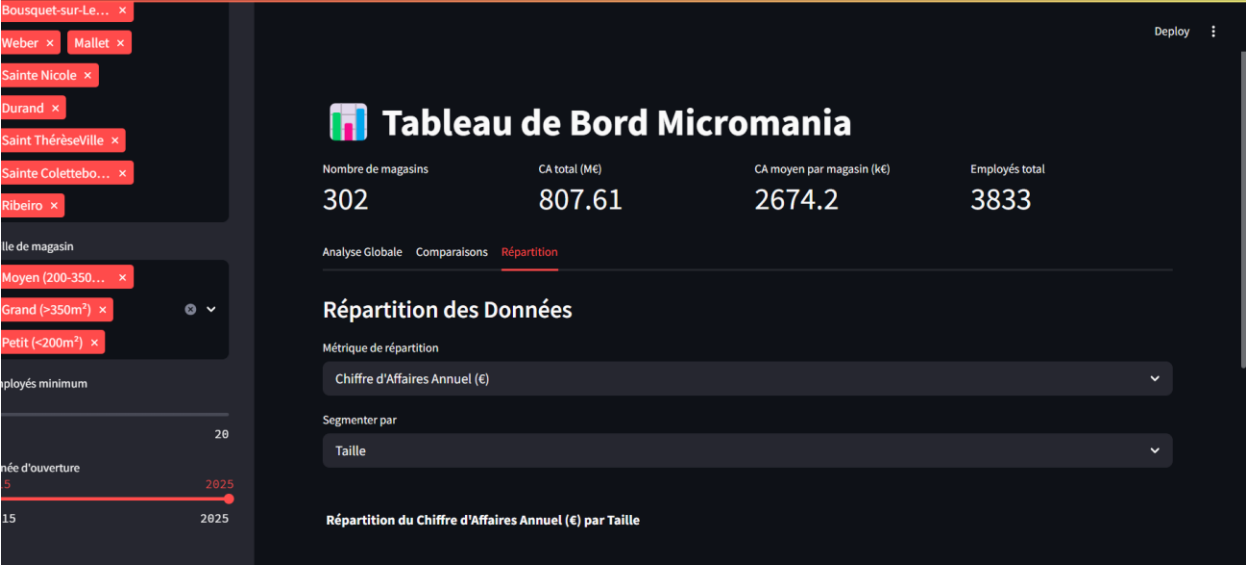 Bousquet-sur-Le... ×
Weber × Mallet ×
Sainte Nicole ×
Durand ×
Saint ThérèseVille ×
Sainte Colettebo... ×
Ribeiro ×
lle de magasin
Moyen (200-350... ×
Grand (>350m²) ×
Petit (<200m²) ×
ployés minimum
20
née d'ouverture
15 2025
15 2025
Deploy
Tableau de Bord Micromania
Nombre de magasins CA total (M€) CA moyen par magasin (k€) Employés total
302 807.61 2674.2 3833
Analyse Globale Comparaisons Répartition
Répartition des Données
Métrique de répartition
Chiffre d'Affaires Annuel (€)
Segmenter par
Taille
Répartition du Chiffre d'Affaires Annuel (€) par Taille